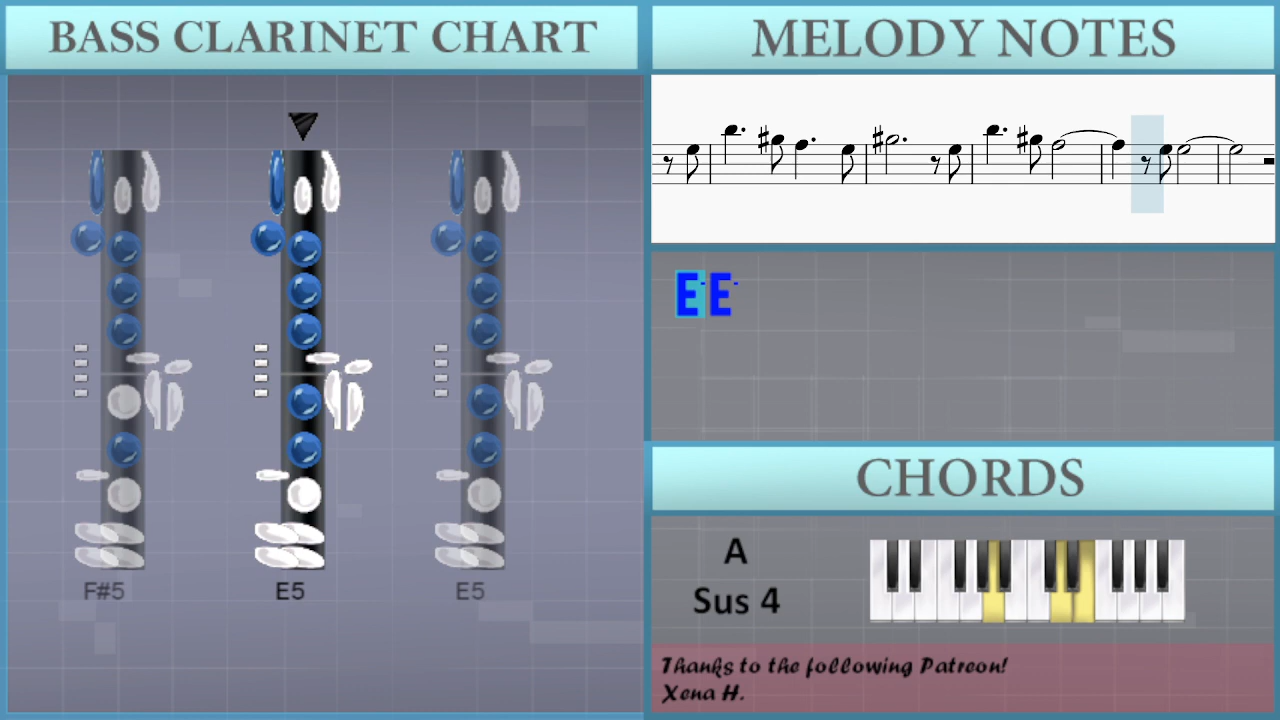 BASS CLARINET CHART
F#5
E5
E5
MELODY NOTES
E- E-
CHORDS
A
Sus 4
Thanks to the following Patreon!
Xena H.